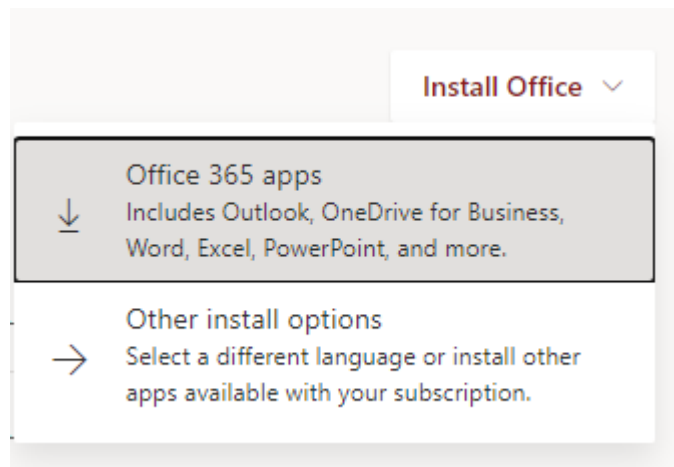 Install Office
Office 365 apps
Includes Outlook, OneDrive for Business,
Word, Excel, PowerPoint, and more.
Other install options
Select a different language or install other
apps available with your subscription.